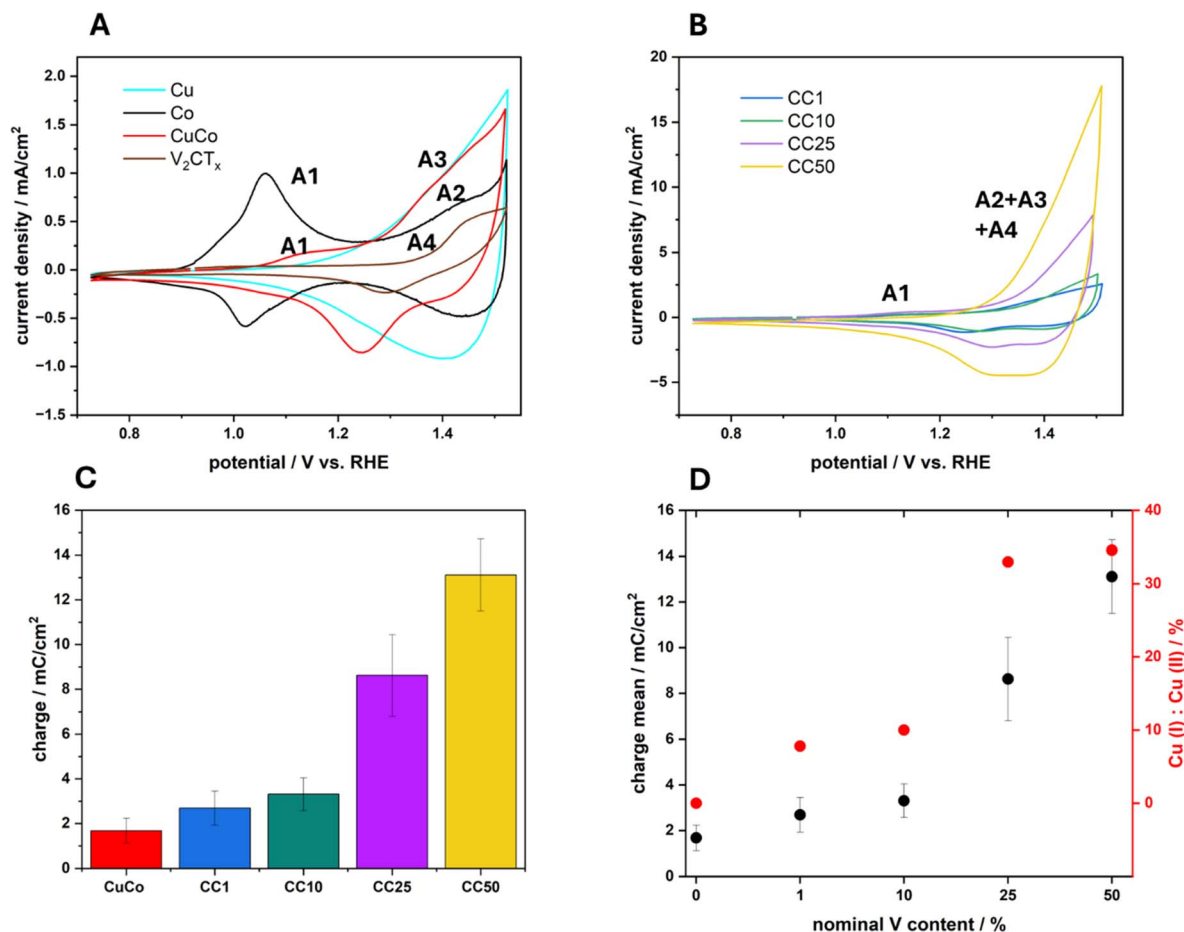 A
2.0
1.5
1.0
0.5
0.0
−0.5
−1.0
−1.5
current density / mA/cm²
Cu
Co
CuCo
V₂CTₓ
A1
A1
A3
A2
A4
0.8
1.0
1.2
1.4
potential / V vs. RHE
B
20
15
10
5
0
−5
current density / mA/cm²
CC1
CC10
CC25
CC50
A1
A2+A3
+A4
0.8
1.0
1.2
1.4
potential / V vs. RHE
C
16
14
12
10
8
6
4
2
0
charge / mC/cm²
CuCo
CC1
CC10
CC25
CC50
D
16
14
12
10
8
6
4
2
0
charge mean / mC/cm²
40
30
20
10
0
Cu (I) : Cu (II) / %
0
1
10
25
50
nominal V content / %